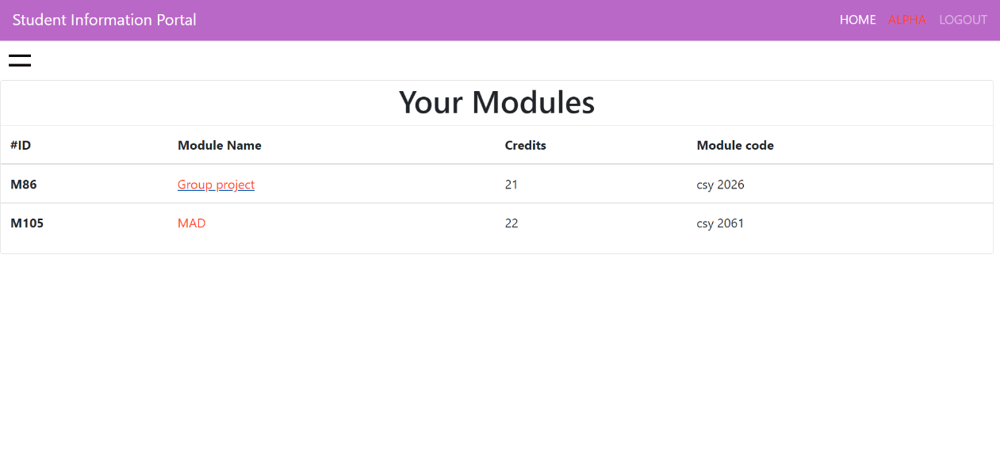 Student Information Portal HOME ALPHA LOGOUT
Your Modules
#ID Module Name Credits Module code
M86 Group project 21 csy 2026
M105 MAD 22 csy 2061